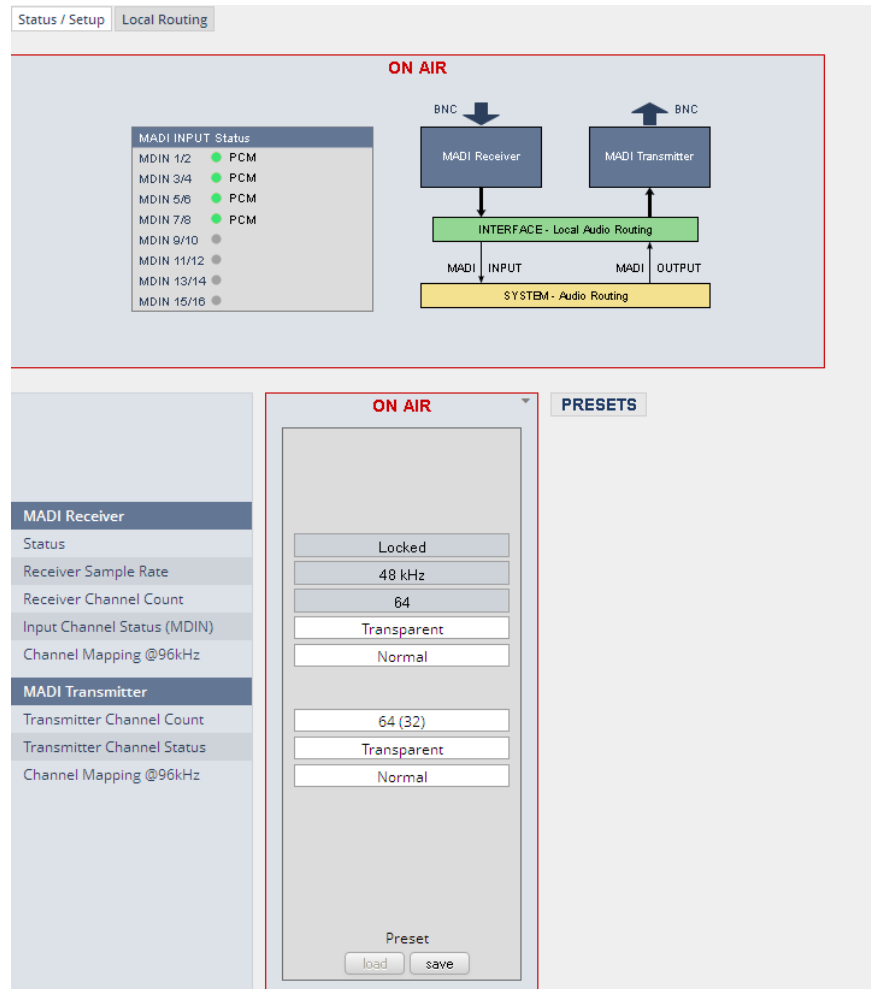 Status / Setup Local Routing
ON AIR
BNC BNC
MADI INPUT Status
MDIN 1/2 PCM
MDIN 3/4 PCM
MDIN 5/6 PCM
MDIN 7/8 PCM
MDIN 9/10
MDIN 11/12
MDIN 13/14
MDIN 15/16
MADI Receiver MADI Transmitter
INTERFACE - Local Audio Routing
MADI INPUT MADI OUTPUT
SYSTEM - Audio Routing
ON AIR PRESETS
MADI Receiver
Status Locked
Receiver Sample Rate 48 kHz
Receiver Channel Count 64
Input Channel Status (MDIN) Transparent
Channel Mapping @96kHz Normal
MADI Transmitter
Transmitter Channel Count 64 (32)
Transmitter Channel Status Transparent
Channel Mapping @96kHz Normal
Preset
load save